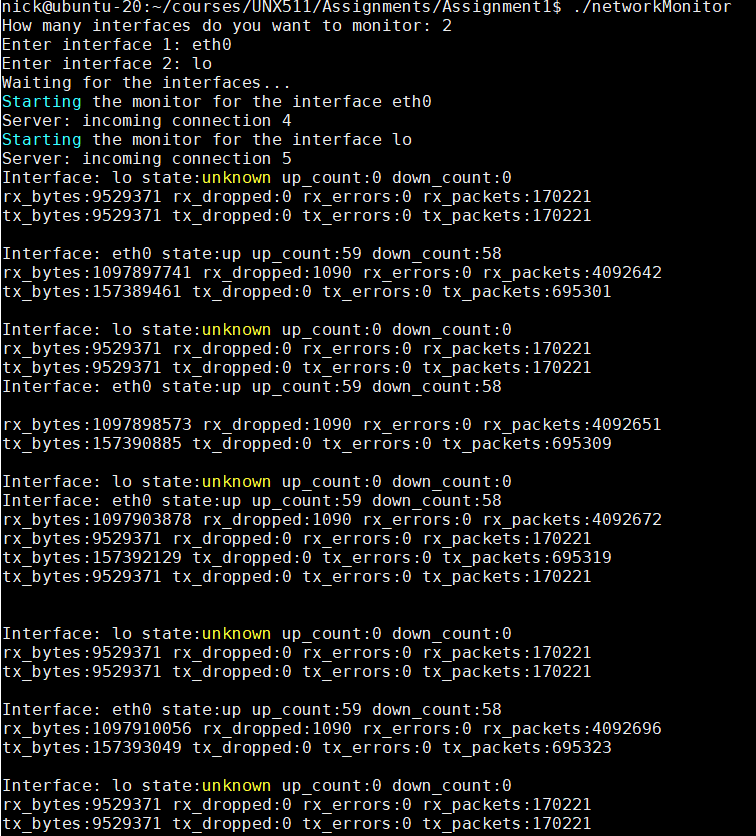 nick@ubuntu-20:~/courses/UNX511/Assignments/Assignment1$ ./networkMonitor
How many interfaces do you want to monitor: 2
Enter interface 1: eth0
Enter interface 2: lo
Waiting for the interfaces...
Starting the monitor for the interface eth0
Server: incoming connection 4
Starting the monitor for the interface lo
Server: incoming connection 5
Interface: lo state:unknown up_count:0 down_count:0
rx_bytes:9529371 rx_dropped:0 rx_errors:0 rx_packets:170221
tx_bytes:9529371 tx_dropped:0 tx_errors:0 tx_packets:170221

Interface: eth0 state:up up_count:59 down_count:58
rx_bytes:1097897741 rx_dropped:1090 rx_errors:0 rx_packets:4092642
tx_bytes:157389461 tx_dropped:0 tx_errors:0 tx_packets:695301

Interface: lo state:unknown up_count:0 down_count:0
rx_bytes:9529371 rx_dropped:0 rx_errors:0 rx_packets:170221
tx_bytes:9529371 tx_dropped:0 tx_errors:0 tx_packets:170221
Interface: eth0 state:up up_count:59 down_count:58

rx_bytes:1097898573 rx_dropped:1090 rx_errors:0 rx_packets:4092651
tx_bytes:157390885 tx_dropped:0 tx_errors:0 tx_packets:695309

Interface: lo state:unknown up_count:0 down_count:0
Interface: eth0 state:up up_count:59 down_count:58
rx_bytes:1097903878 rx_dropped:1090 rx_errors:0 rx_packets:4092672
rx_bytes:9529371 rx_dropped:0 rx_errors:0 rx_packets:170221
tx_bytes:157392129 tx_dropped:0 tx_errors:0 tx_packets:695319
tx_bytes:9529371 tx_dropped:0 tx_errors:0 tx_packets:170221


Interface: lo state:unknown up_count:0 down_count:0
rx_bytes:9529371 rx_dropped:0 rx_errors:0 rx_packets:170221
tx_bytes:9529371 tx_dropped:0 tx_errors:0 tx_packets:170221

Interface: eth0 state:up up_count:59 down_count:58
rx_bytes:1097910056 rx_dropped:1090 rx_errors:0 rx_packets:4092696
tx_bytes:157393049 tx_dropped:0 tx_errors:0 tx_packets:695323

Interface: lo state:unknown up_count:0 down_count:0
rx_bytes:9529371 rx_dropped:0 rx_errors:0 rx_packets:170221
tx_bytes:9529371 tx_dropped:0 tx_errors:0 tx_packets:170221